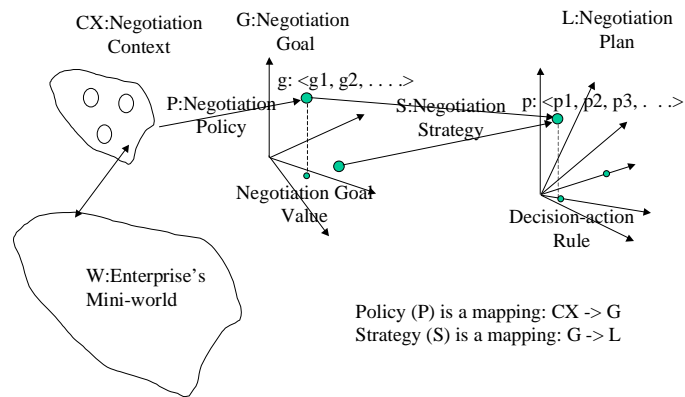 CX:Negotiation
Context
G:Negotiation
Goal
L:Negotiation
Plan
g: <g1, g2, . . . .>
P:Negotiation
Policy
S:Negotiation
Strategy
p: <p1, p2, p3, . . .>
Negotiation Goal
Value
Decision-action
Rule
W:Enterprise's
Mini-world
Policy (P) is a mapping: CX -> G
Strategy (S) is a mapping: G -> L